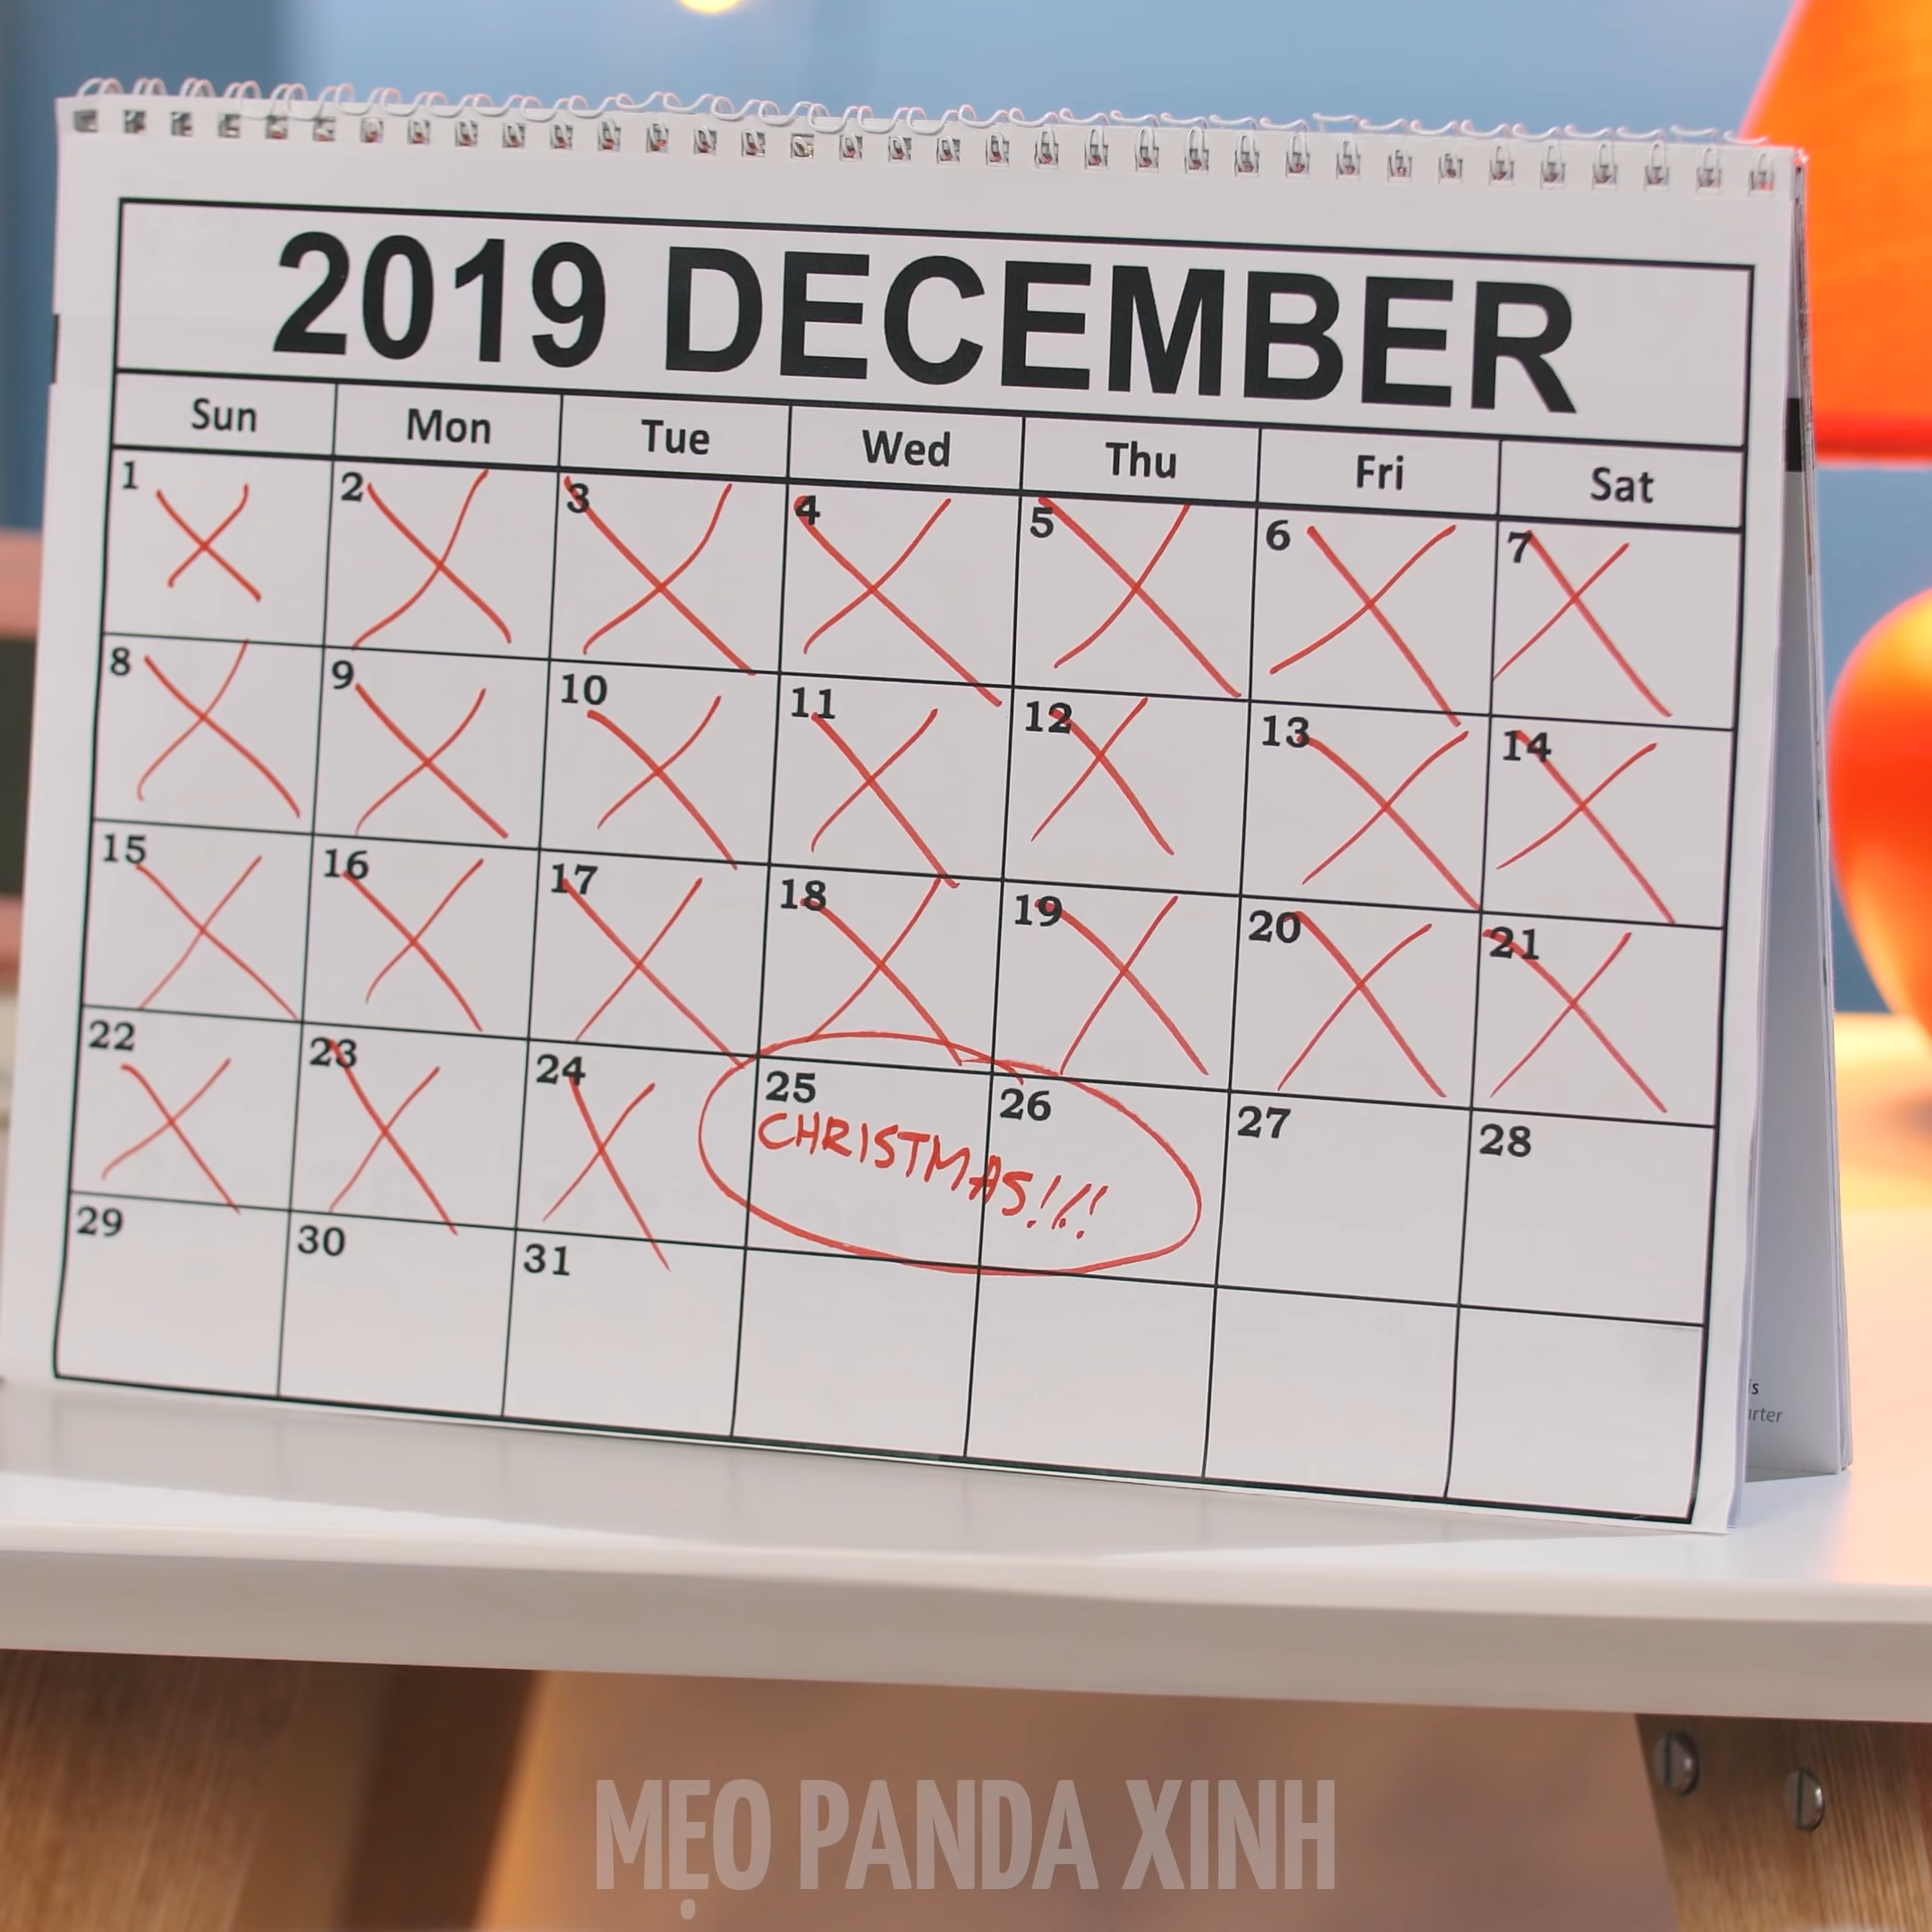 2019 DECEMBER
Sun Mon Tue Wed Thu Fri Sat
1 2 3 4 5 6 7
8 9 10 11 12 13 14
15 16 17 18 19 20 21
22 23 24 25 26 27 28
CHRISTMAS!!!
29 30 31
MẸO PANDA XINH